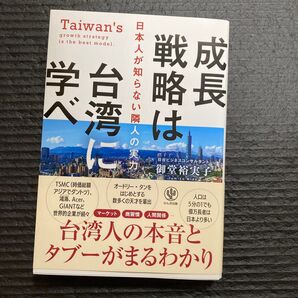 Taiwan's
growth strategy
is the best model.
日本人が知らない隣人の実力
成長
戦略は
台湾に
学べ
日台ビジネスコンサルタント
御堂裕実子
TSMC(時価総額
アジアでダントツ)、
鴻海、Acer、
GIANTなど
世界的企業が続々
オードリー・タンを
はじめとする
数多くの天才を輩出
人口は
5分の1でも
億万長者は
日本より多い
マーケット
商習慣
人間関係
台湾人の本音と
タブーがまるわかり